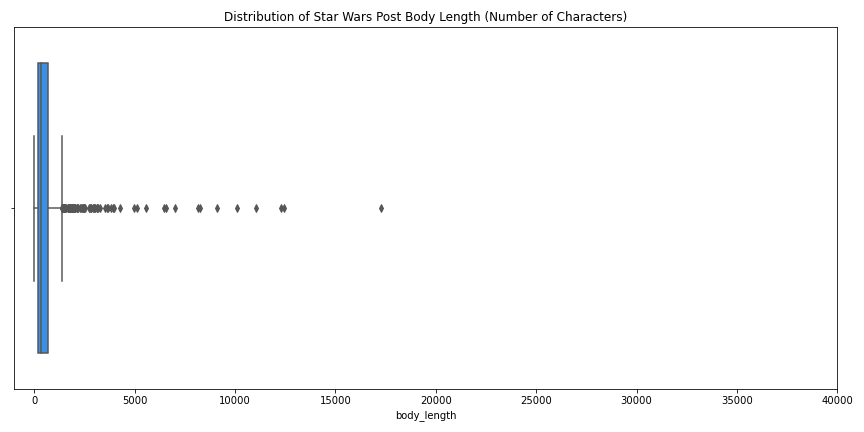 Distribution of Star Wars Post Body Length (Number of Characters)
0 5000 10000 15000 20000 25000 30000 35000 40000
body_length